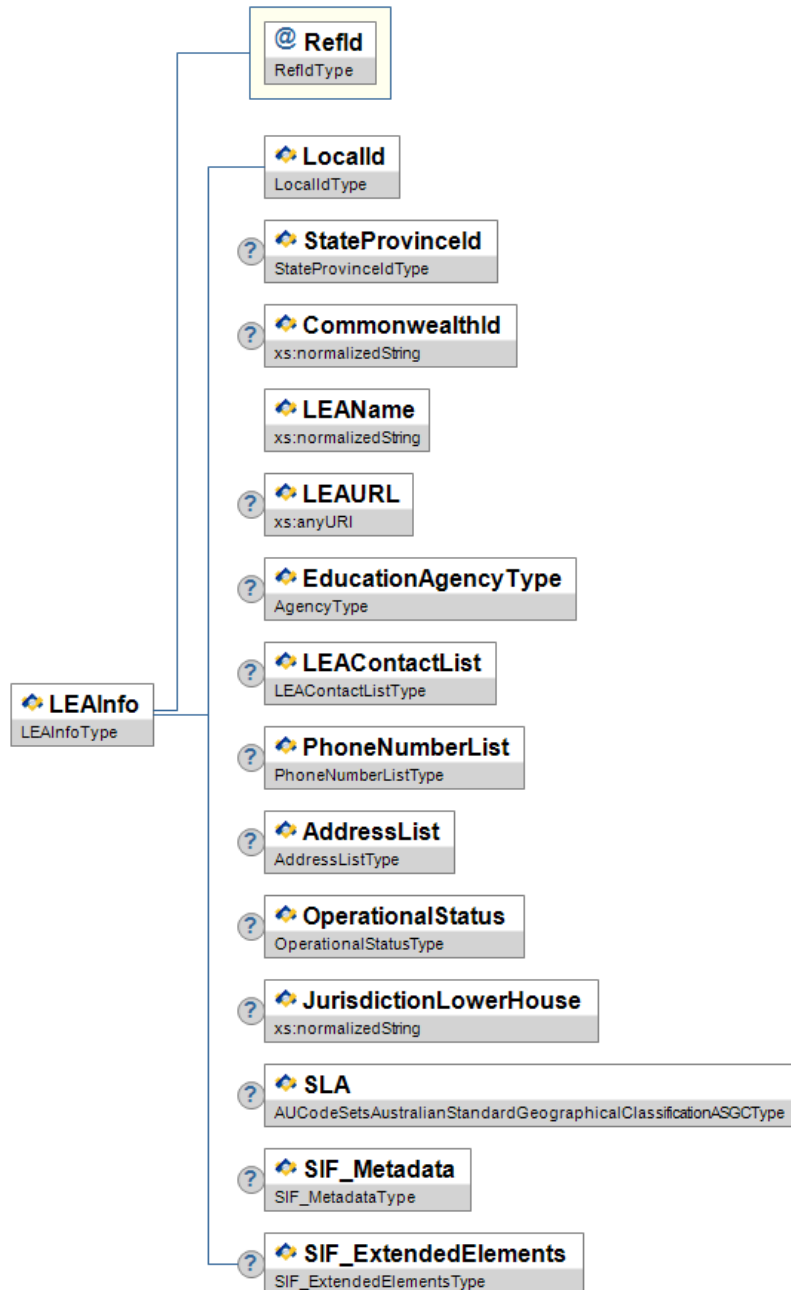 @ RefId
RefIdType
LocalId
LocalIdType
? StateProvinceId
StateProvinceIdType
? CommonwealthId
xs:normalizedString
LEAName
xs:normalizedString
? LEAURL
xs:anyURI
? EducationAgencyType
AgencyType
? LEAContactList
LEAContactListType
LEAInfo
LEAInfoType
? PhoneNumberList
PhoneNumberListType
? AddressList
AddressListType
? OperationalStatus
OperationalStatusType
? JurisdictionLowerHouse
xs:normalizedString
? SLA
AUCodeSetsAustralianStandardGeographicalClassificationASGCType
? SIF_Metadata
SIF_MetadataType
? SIF_ExtendedElements
SIF_ExtendedElementsType